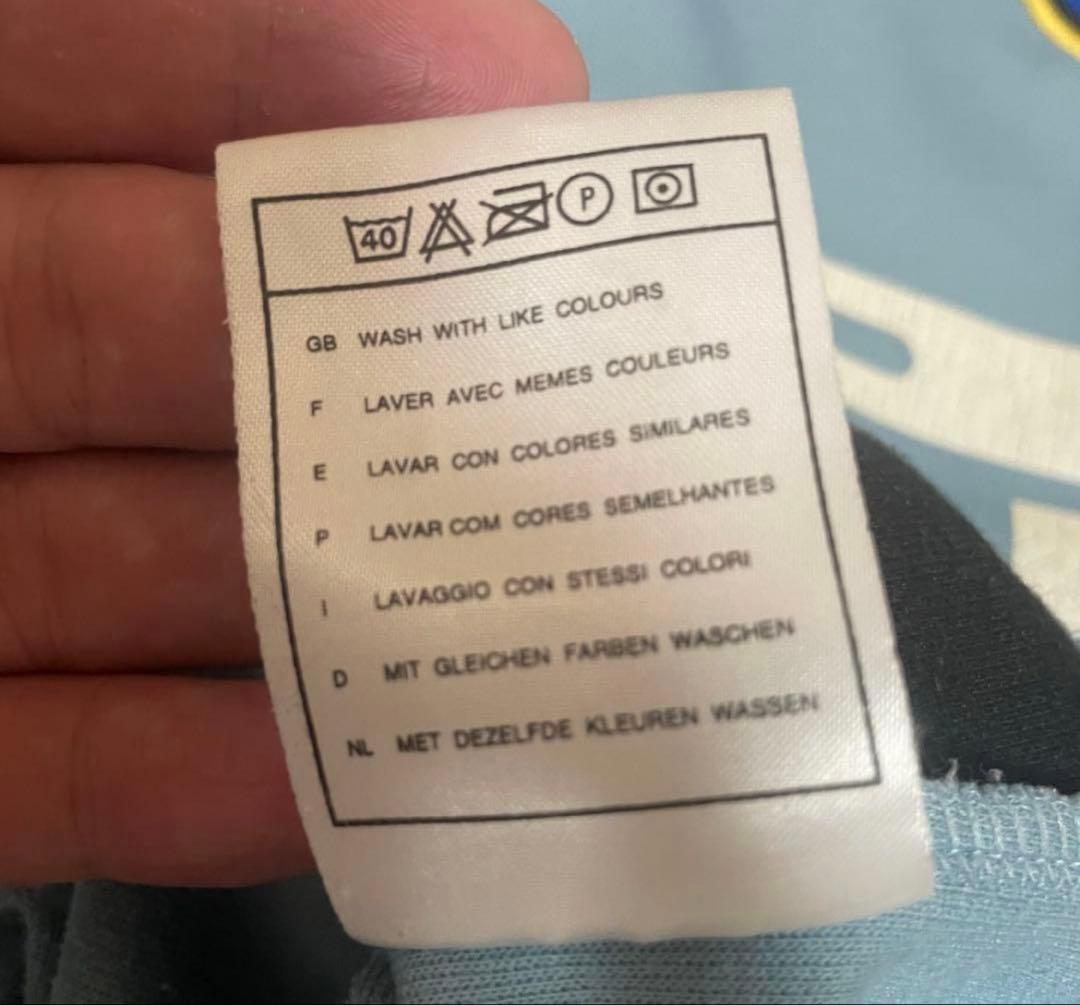 40 P
GB WASH WITH LIKE COLOURS
F LAVER AVEC MEMES COULEURS
E LAVAR CON COLORES SIMILARES
P LAVAR COM CORES SEMELHANTES
I LAVAGGIO CON STESSI COLORI
D MIT GLEICHEN FARBEN WASCHEN
NL MET DEZELFDE KLEUREN WASSEN